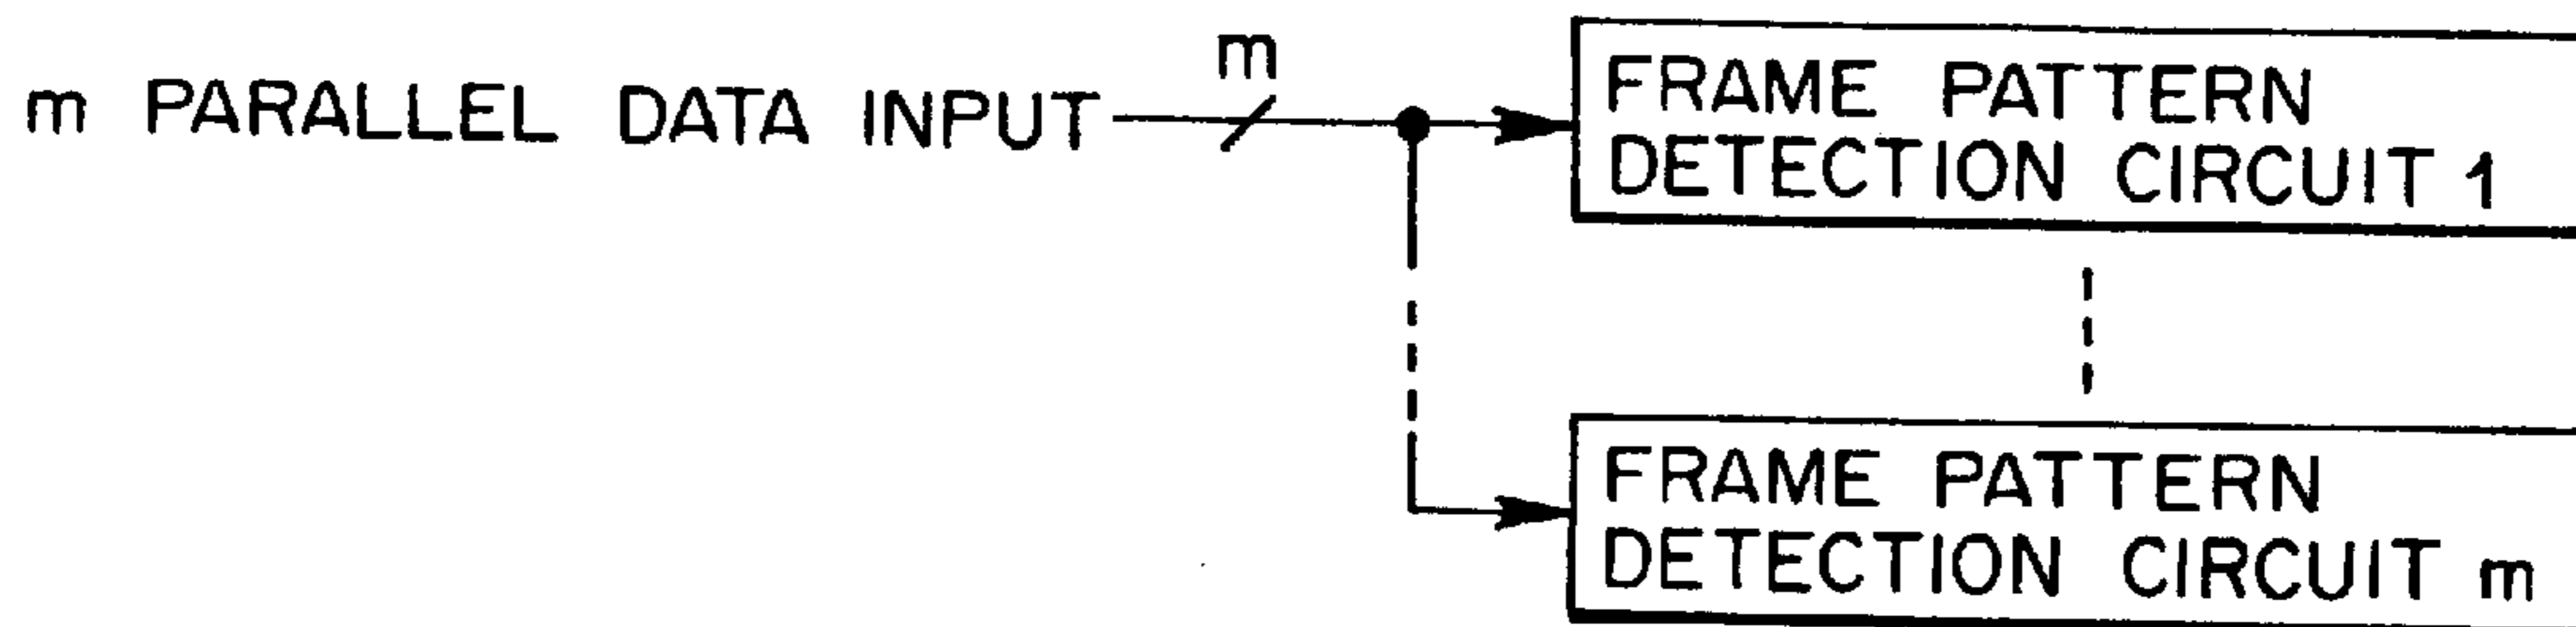 m
m PARALLEL DATA INPUT
FRAME PATTERN
DETECTION CIRCUIT 1
FRAME PATTERN
DETECTION CIRCUIT m